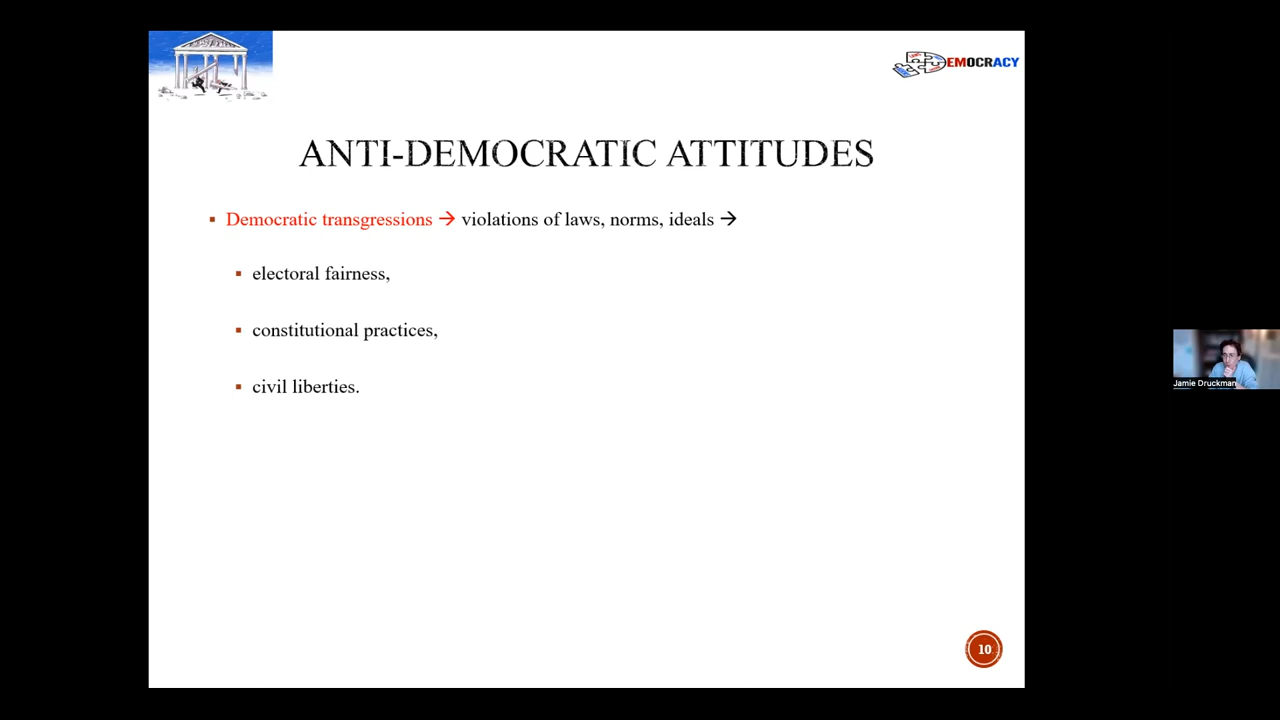 EMOCRACY
ANTI-DEMOCRATIC ATTITUDES
▪ Democratic transgressions → violations of laws, norms, ideals →
▪ electoral fairness,
▪ constitutional practices,
▪ civil liberties.
Jamie Druckman
10